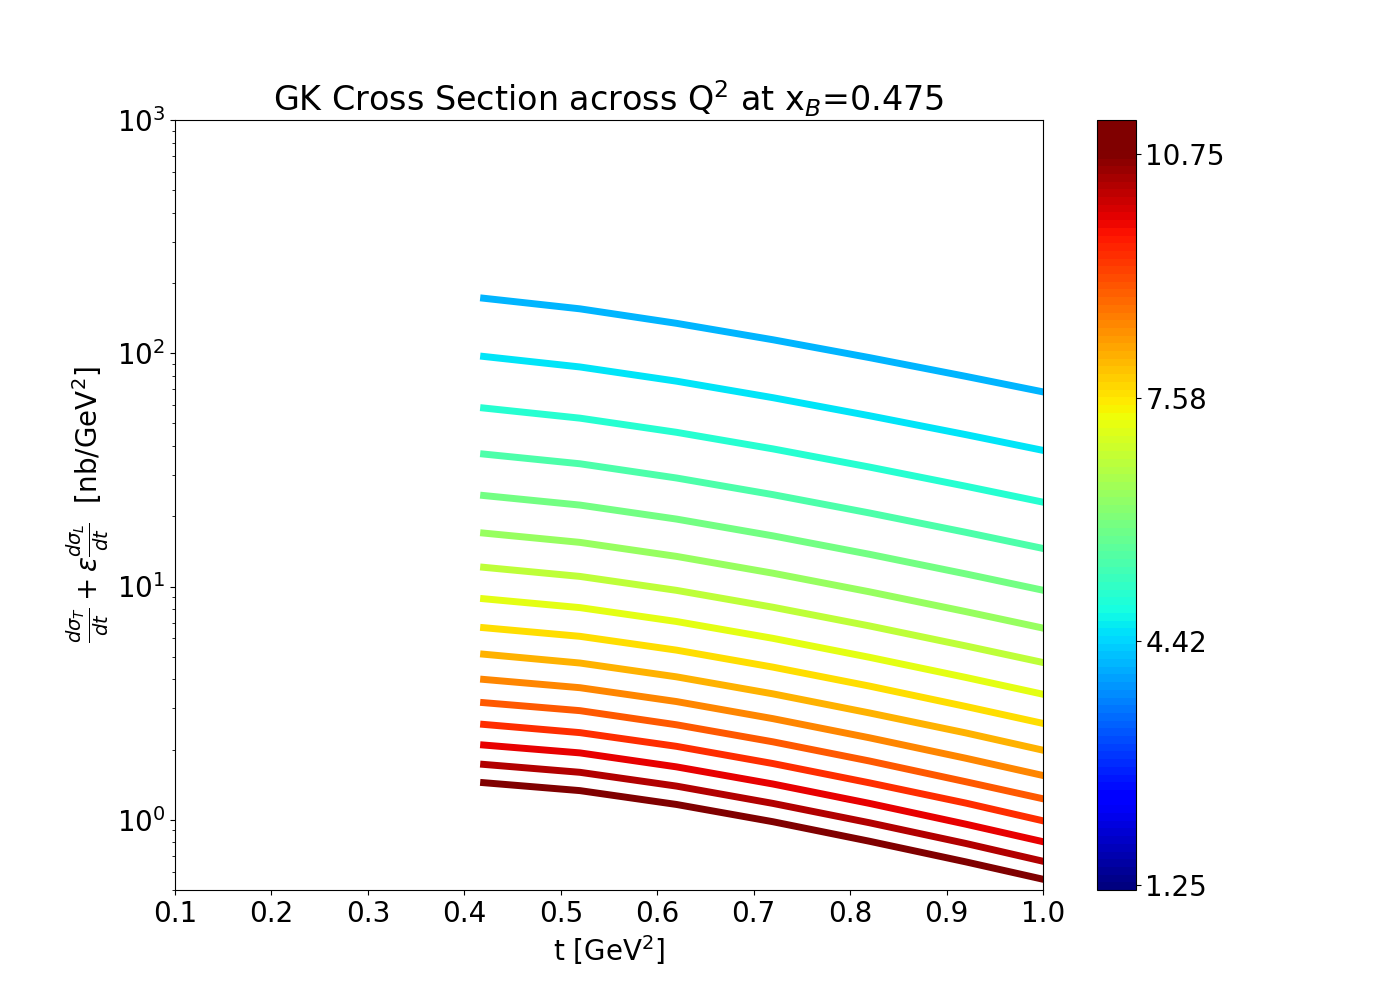 GK Cross Section across Q² at x_B=0.475
dσ_T/dt + ε dσ_L/dt [nb/GeV²]
10³
10²
10¹
10⁰
0.1 0.2 0.3 0.4 0.5 0.6 0.7 0.8 0.9 1.0
t [GeV²]
10.75
7.58
4.42
1.25